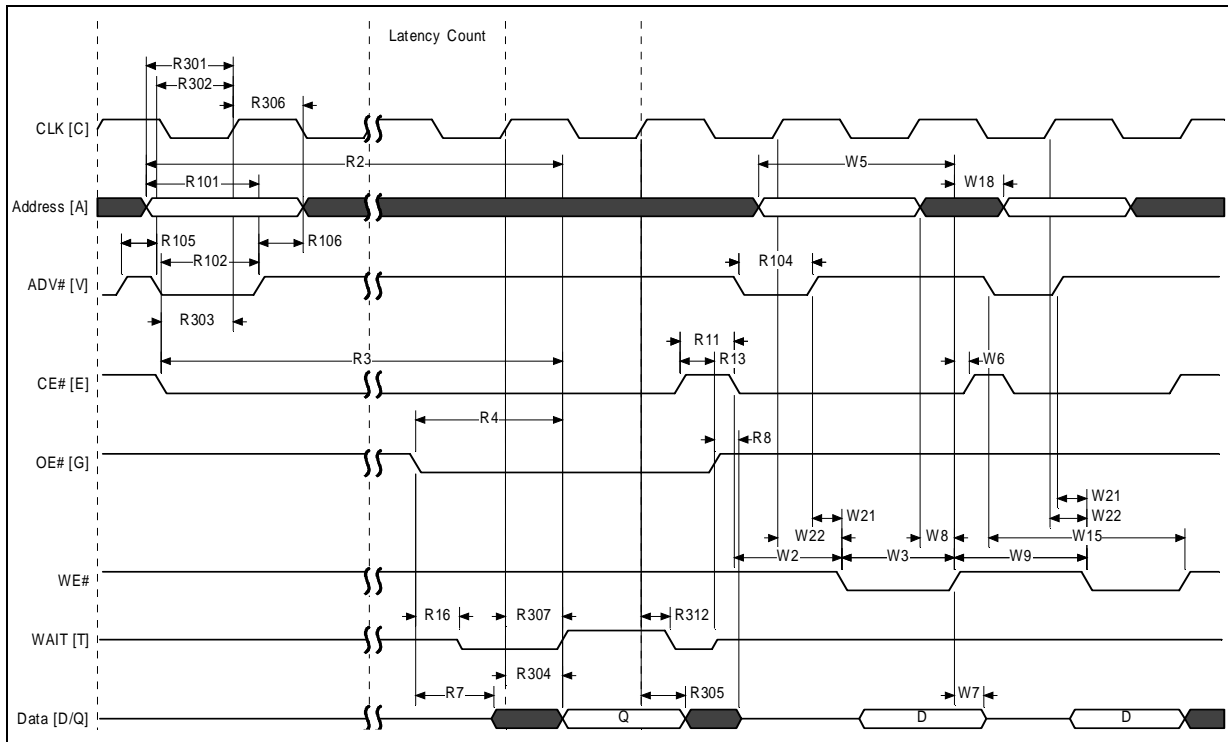 Latency Count
R301
R302
R306
CLK [C]
R2
W5
R101
W18
Address [A]
R105
R106
R102
R104
ADV# [V]
R303
R11
R3
R13
W6
CE# [E]
R4
R8
OE# [G]
W21
W21
W22
W22
W8
W15
W2
W3
W9
WE#
R16
R307
R312
WAIT [T]
R304
R7
R305
W7
Data [D/Q]
Q
D
D